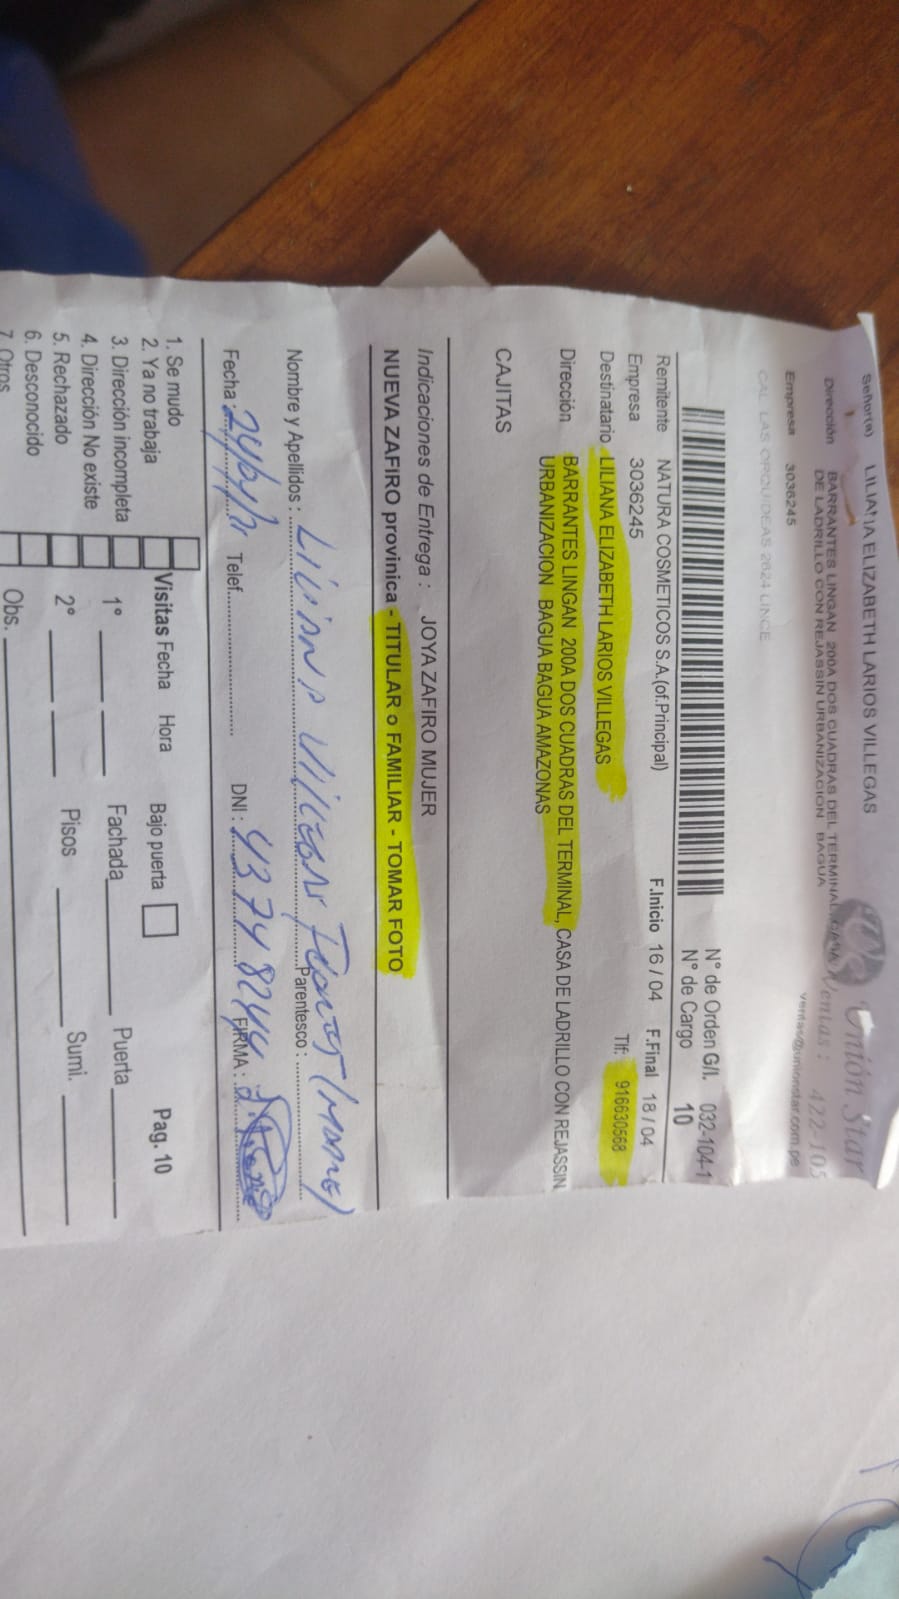 Señor(a) LILIANA ELIZABETH LARIOS VILLEGAS
Dirección BARRANTES LINGAN 200A DOS CUADRAS DEL TERMINAL, CASA
DE LADRILLO CON REJASSIN URBANIZACION BAGUA
Empresa 3036245
CAL. LAS ORQUIDEAS 2624 LINCE
Unión Star
Ventas: 422-105
ventas@unionstar.com.pe
N° de Orden G/I. 032-104-1
N° de Cargo 10
Remitente NATURA COSMETICOS S.A.(of.Principal) F.Inicio 16 / 04 F.Final 18 / 04
Empresa 3036245 Tlf: 916630568
Destinatario LILIANA ELIZABETH LARIOS VILLEGAS
Dirección BARRANTES LINGAN 200A DOS CUADRAS DEL TERMINAL, CASA DE LADRILLO CON REJASSIN
URBANIZACION BAGUA BAGUA AMAZONAS
CAJITAS
Indicaciones de Entrega : JOYA ZAFIRO MUJER
NUEVA ZAFIRO provinica - TITULAR o FAMILIAR - TOMAR FOTO
Nombre y Apellidos : Parentesco :
Fecha: Telef. DNI: 43748244 FIRMA :
1. Se mudo
2. Ya no trabaja
3. Dirección incompleta
4. Dirección No existe
5. Rechazado
6. Desconocido
7. Otros
Visitas Fecha Hora Bajo puerta Pag. 10
1° Fachada Puerta
2° Pisos Sumi.
Obs.